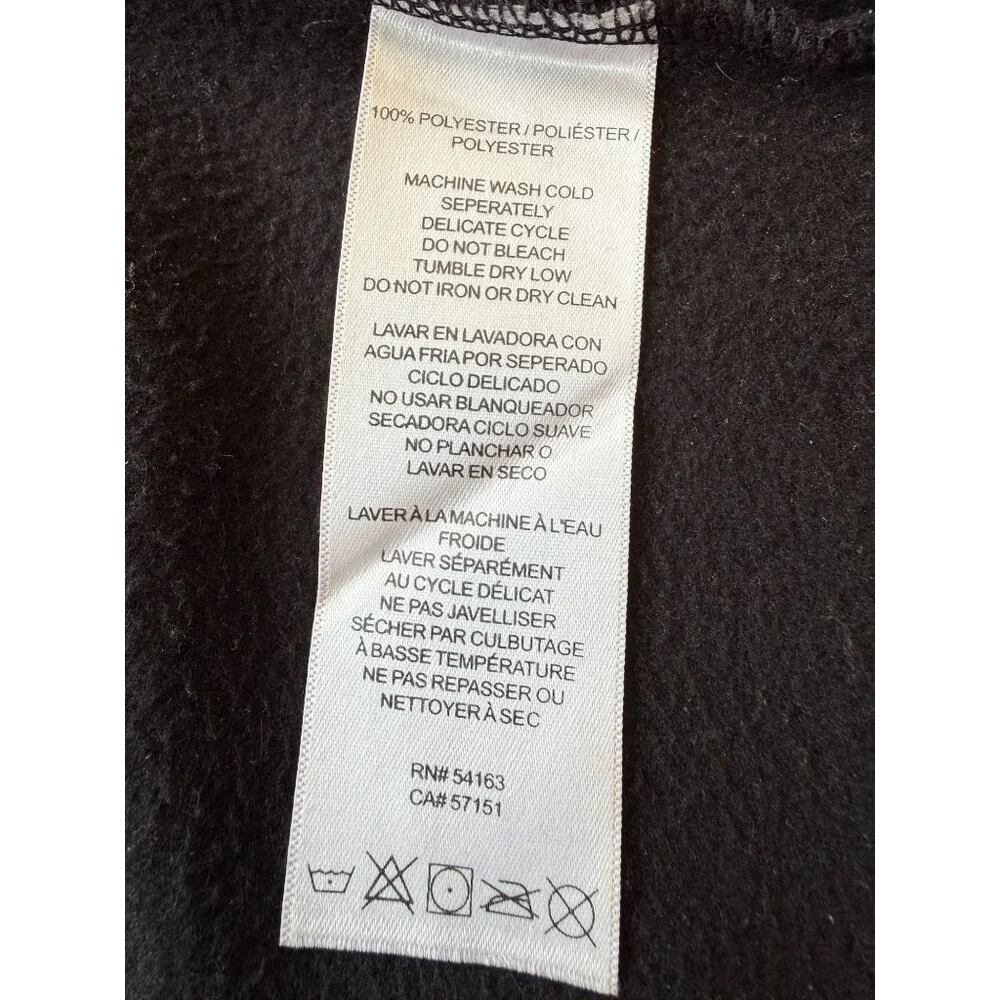 100% POLYESTER / POLIÉSTER /
POLYESTER
MACHINE WASH COLD
SEPERATELY
DELICATE CYCLE
DO NOT BLEACH
TUMBLE DRY LOW
DO NOT IRON OR DRY CLEAN
LAVAR EN LAVADORA CON
AGUA FRIA POR SEPERADO
CICLO DELICADO
NO USAR BLANQUEADOR
SECADORA CICLO SUAVE
NO PLANCHAR O
LAVAR EN SECO
LAVER À LA MACHINE À L'EAU
FROIDE
LAVER SÉPARÉMENT
AU CYCLE DÉLICAT
NE PAS JAVELLISER
SÉCHER PAR CULBUTAGE
À BASSE TEMPÉRATURE
NE PAS REPASSER OU
NETTOYER À SEC
RN# 54163
CA# 57151